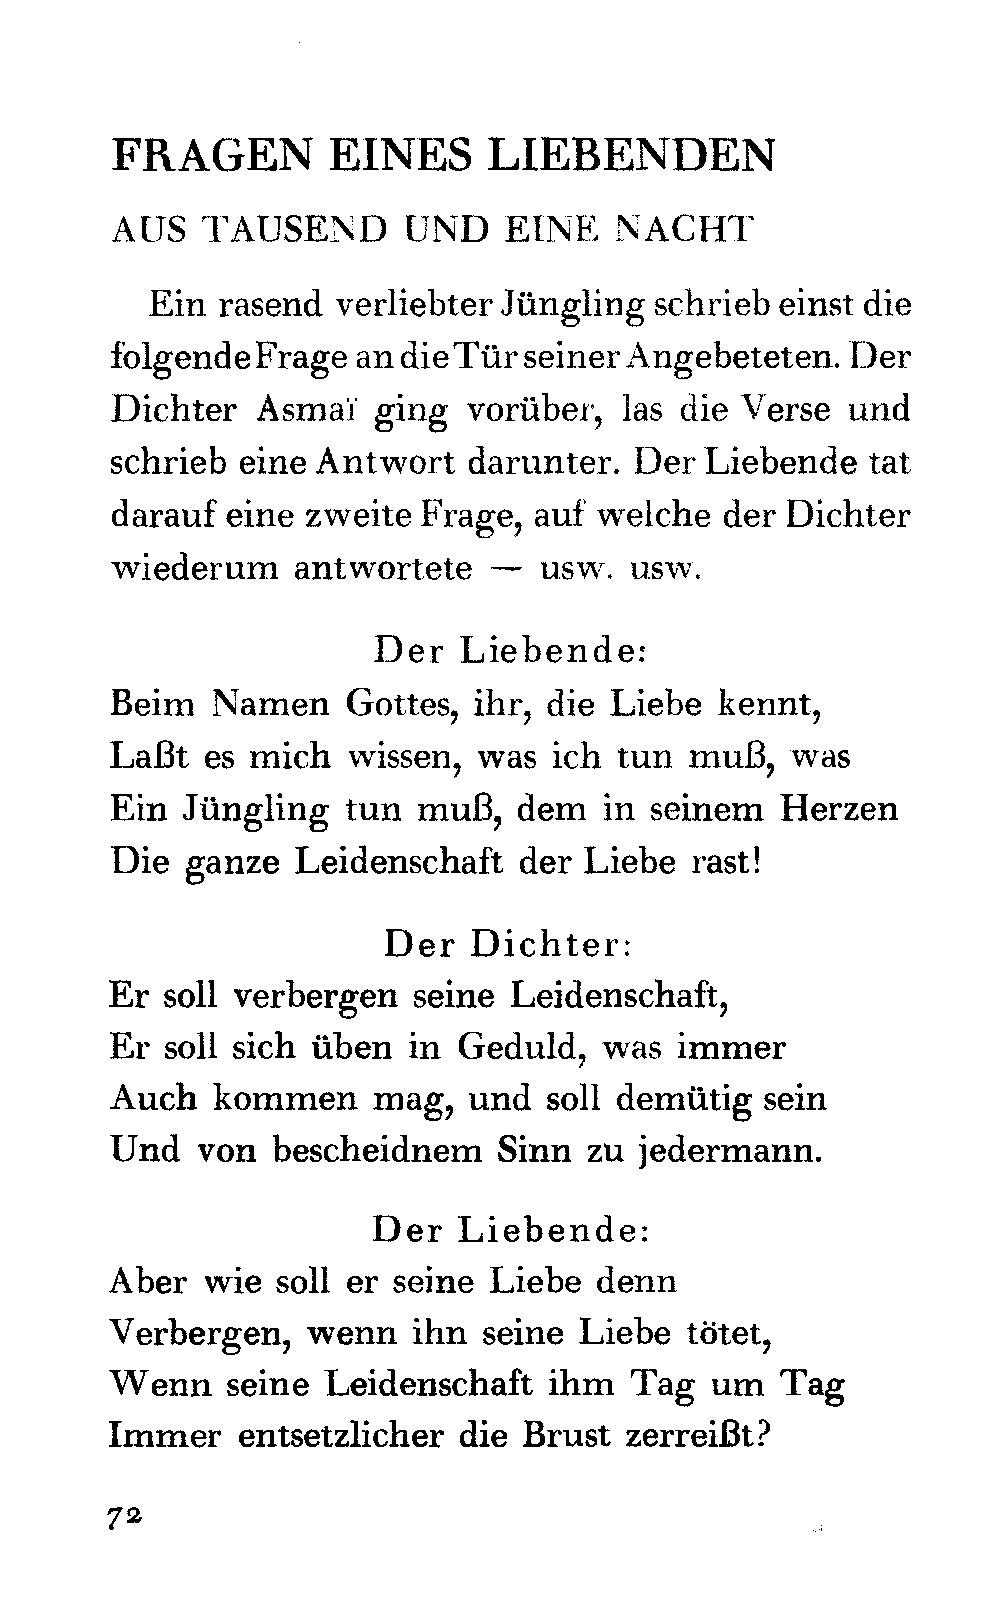 FRAGEN EINES LIEBENDEN
AUS TAUSEND UND EINE NACHT
Ein rasend verliebter Jüngling schrieb einst die
folgende Frage an die Tür seiner Angebeteten. Der
Dichter Asmaï ging vorüber, las die Verse und
schrieb eine Antwort darunter. Der Liebende tat
darauf eine zweite Frage, auf welche der Dichter
wiederum antwortete — usw. usw.
Der Liebende:
Beim Namen Gottes, ihr, die Liebe kennt,
Laßt es mich wissen, was ich tun muß, was
Ein Jüngling tun muß, dem in seinem Herzen
Die ganze Leidenschaft der Liebe rast!
Der Dichter:
Er soll verbergen seine Leidenschaft,
Er soll sich üben in Geduld, was immer
Auch kommen mag, und soll demütig sein
Und von bescheidnem Sinn zu jedermann.
Der Liebende:
Aber wie soll er seine Liebe denn
Verbergen, wenn ihn seine Liebe tötet,
Wenn seine Leidenschaft ihm Tag um Tag
Immer entsetzlicher die Brust zerreißt?
72